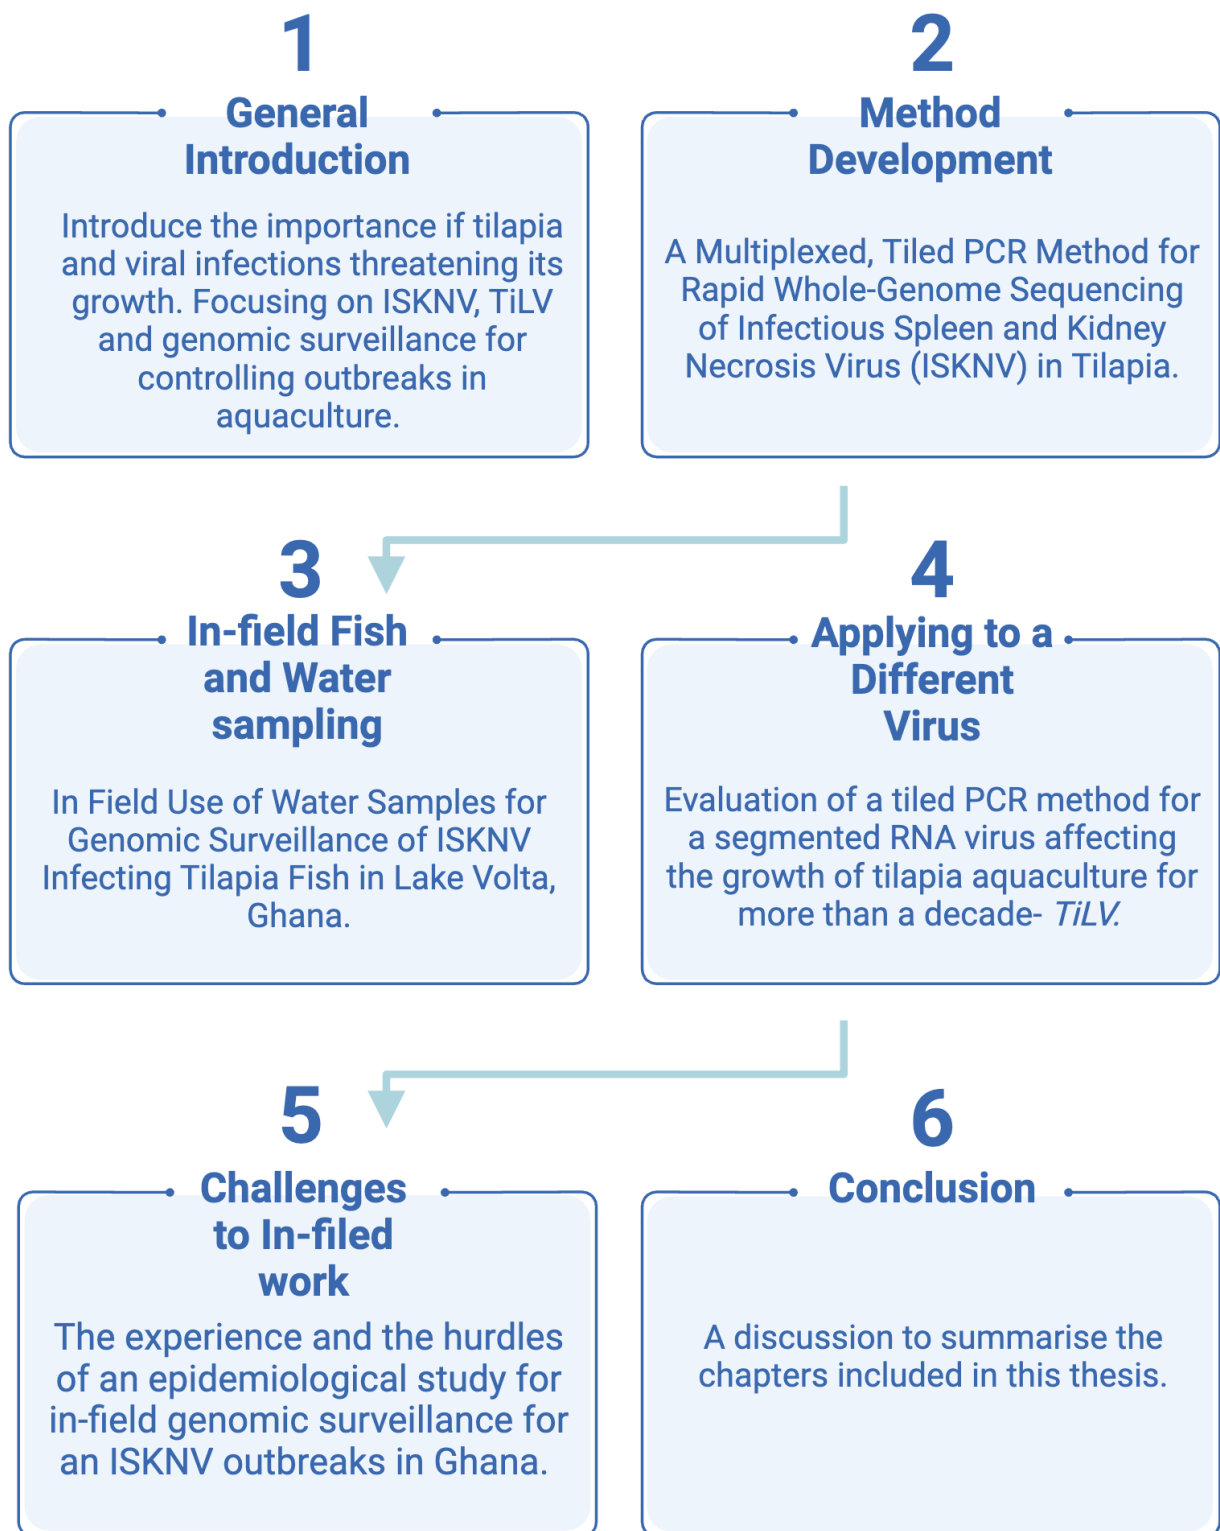 1
General
Introduction
Introduce the importance if tilapia
and viral infections threatening its
growth. Focusing on ISKNV, TiLV
and genomic surveillance for
controlling outbreaks in
aquaculture.
2
Method
Development
A Multiplexed, Tiled PCR Method for
Rapid Whole-Genome Sequencing
of Infectious Spleen and Kidney
Necrosis Virus (ISKNV) in Tilapia.
3
In-field Fish
and Water
sampling
In Field Use of Water Samples for
Genomic Surveillance of ISKNV
Infecting Tilapia Fish in Lake Volta,
Ghana.
4
Applying to a
Different
Virus
Evaluation of a tiled PCR method for
a segmented RNA virus affecting
the growth of tilapia aquaculture for
more than a decade- TiLV.
5
Challenges
to In-filed
work
The experience and the hurdles
of an epidemiological study for
in-field genomic surveillance for
an ISKNV outbreaks in Ghana.
6
Conclusion
A discussion to summarise the
chapters included in this thesis.